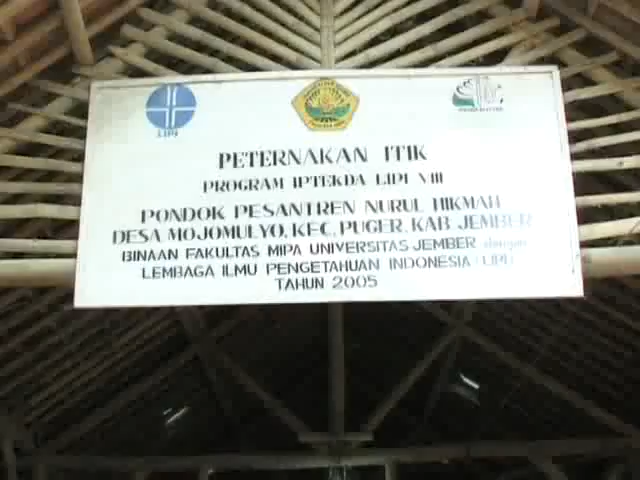 LIPI
PETERNAKAN ITIK
PROGRAM IPTEKDA LIPI VIII
PONDOK PESANTREN NURUL HIKMAH
DESA MOJOMULYO, KEC. PUGER, KAB JEMBER
BINAAN FAKULTAS MIPA UNIVERSITAS JEMBER dengan
LEMBAGA ILMU PENGETAHUAN INDONESIA (LIPI)
TAHUN 2005